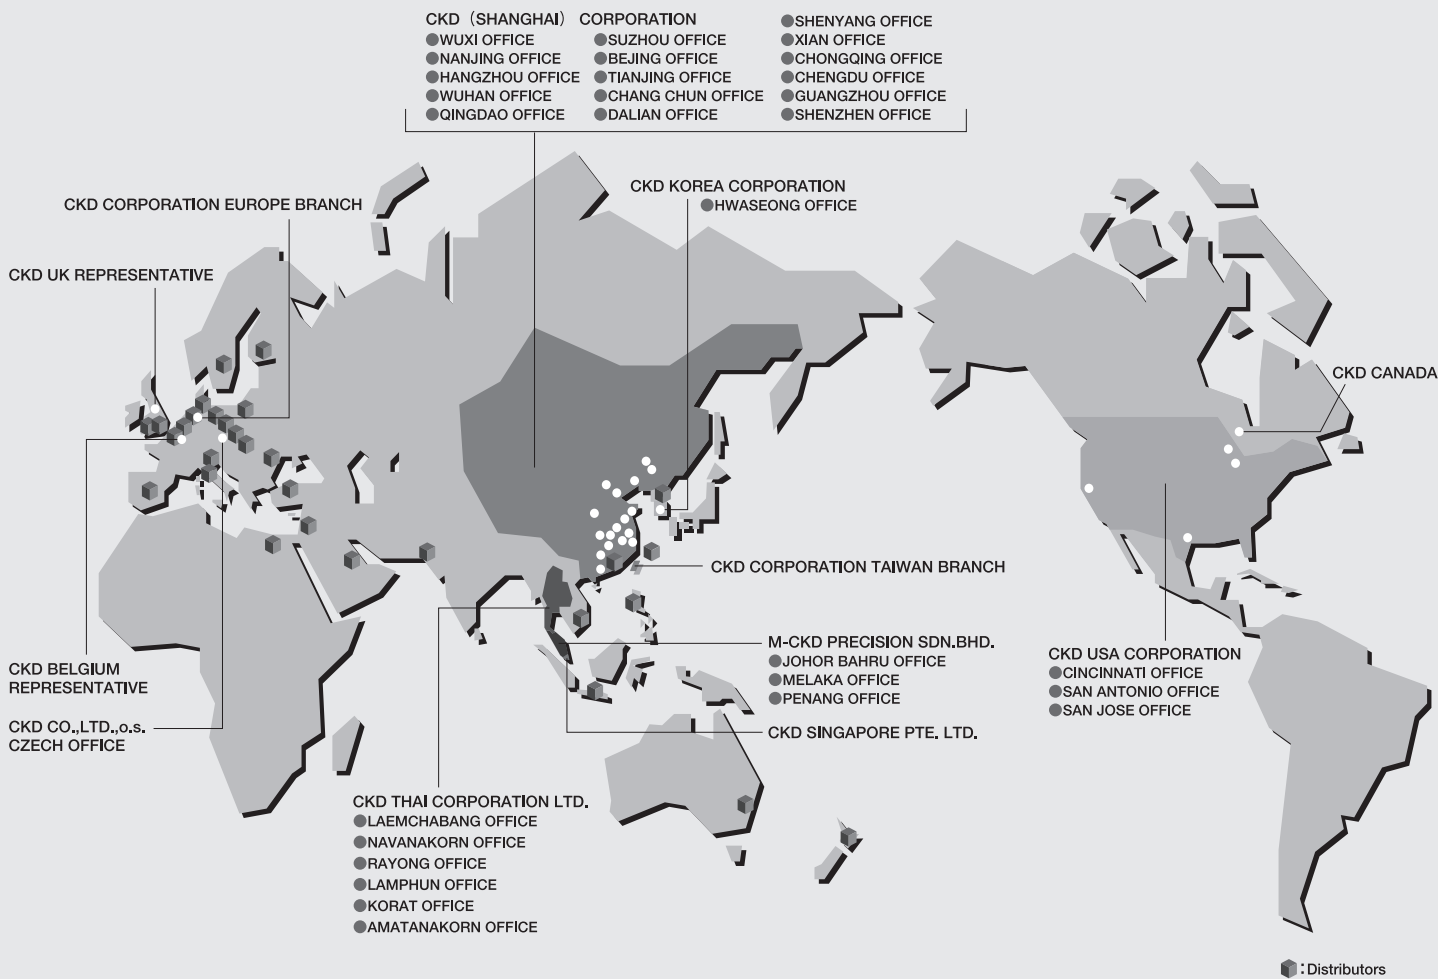 CKD（SHANGHAI） CORPORATION
●WUXI OFFICE
●NANJING OFFICE
●HANGZHOU OFFICE
●WUHAN OFFICE
●QINGDAO OFFICE
●SUZHOU OFFICE
●BEJING OFFICE
●TIANJING OFFICE
●CHANG CHUN OFFICE
●DALIAN OFFICE
●SHENYANG OFFICE
●XIAN OFFICE
●CHONGQING OFFICE
●CHENGDU OFFICE
●GUANGZHOU OFFICE
●SHENZHEN OFFICE
CKD KOREA CORPORATION
●HWASEONG OFFICE
CKD CORPORATION EUROPE BRANCH
CKD UK REPRESENTATIVE
CKD CANADA
CKD CORPORATION TAIWAN BRANCH
M-CKD PRECISION SDN.BHD.
●JOHOR BAHRU OFFICE
●MELAKA OFFICE
●PENANG OFFICE
CKD SINGAPORE PTE. LTD.
CKD USA CORPORATION
●CINCINNATI OFFICE
●SAN ANTONIO OFFICE
●SAN JOSE OFFICE
CKD BELGIUM
REPRESENTATIVE
CKD CO.,LTD.,o.s.
CZECH OFFICE
CKD THAI CORPORATION LTD.
●LAEMCHABANG OFFICE
●NAVANAKORN OFFICE
●RAYONG OFFICE
●LAMPHUN OFFICE
●KORAT OFFICE
●AMATANAKORN OFFICE
:Distributors